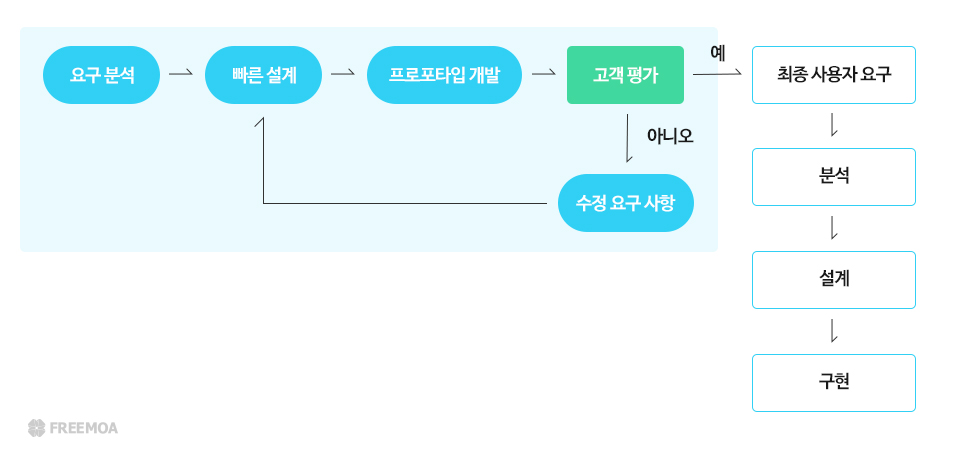 요구 분석
빠른 설계
프로포타입 개발
고객 평가
예
최종 사용자 요구
아니오
수정 요구 사항
분석
설계
구현
FREEMOA